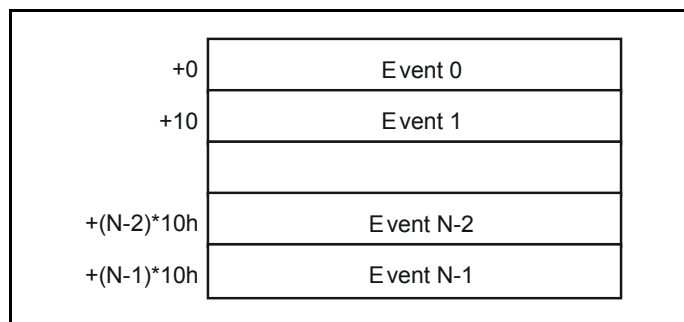 +0 Event 0
+10 Event 1
+(N-2)*10h Event N-2
+(N-1)*10h Event N-1